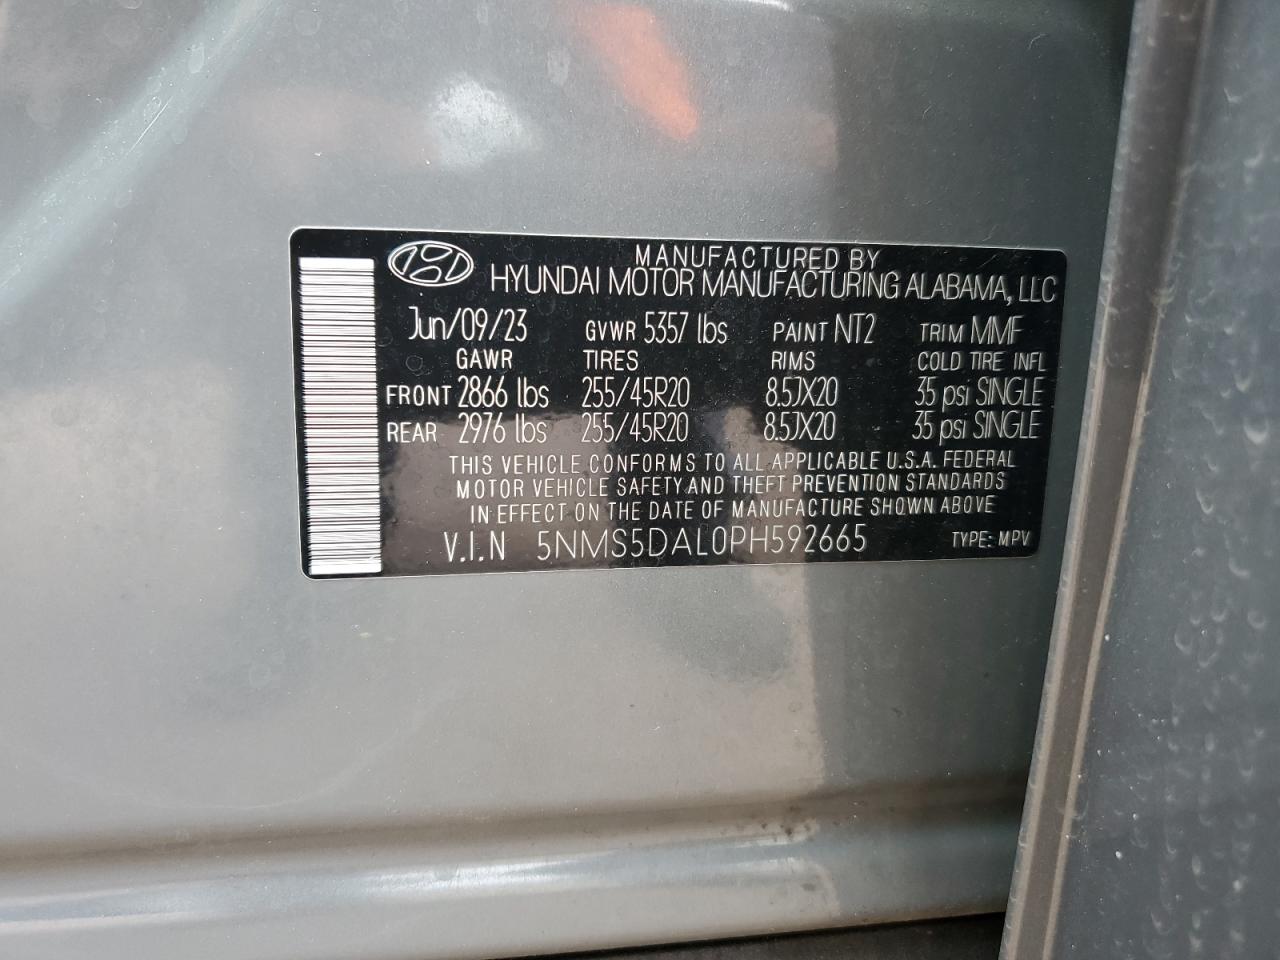 MANUFACTURED BY
HYUNDAI MOTOR MANUFACTURING ALABAMA, LLC
Jun/09/23 GVWR 5357 lbs PAINT NT2 TRIM MMF
GAWR TIRES RIMS COLD TIRE INFL
FRONT 2866 lbs 255/45R20 8.5JX20 35 psi SINGLE
REAR 2976 lbs 255/45R20 8.5JX20 35 psi SINGLE
THIS VEHICLE CONFORMS TO ALL APPLICABLE U.S.A. FEDERAL
MOTOR VEHICLE SAFETY AND THEFT PREVENTION STANDARDS
IN EFFECT ON THE DATE OF MANUFACTURE SHOWN ABOVE
V.I.N 5NMS5DAL0PH592665 TYPE: MPV